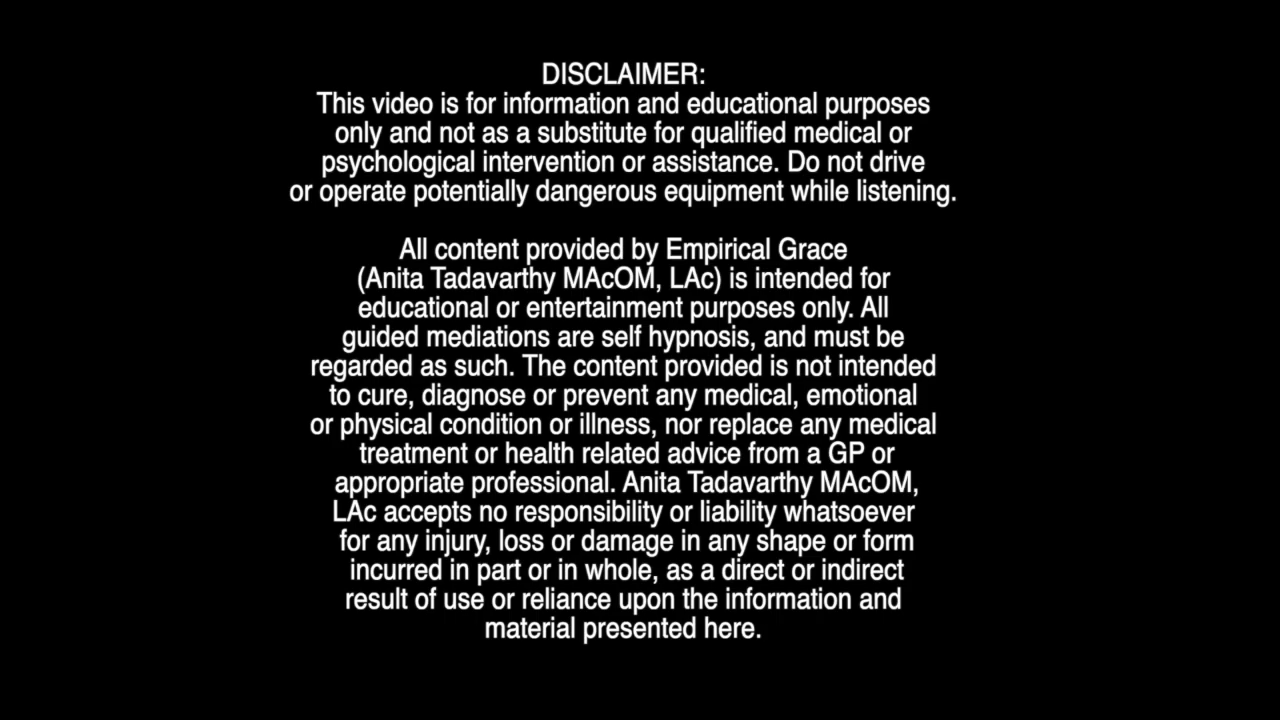 DISCLAIMER:
This video is for information and educational purposes
only and not as a substitute for qualified medical or
psychological intervention or assistance. Do not drive
or operate potentially dangerous equipment while listening.
All content provided by Empirical Grace
(Anita Tadavarthy MAcOM, LAc) is intended for
educational or entertainment purposes only. All
guided mediations are self hypnosis, and must be
regarded as such. The content provided is not intended
to cure, diagnose or prevent any medical, emotional
or physical condition or illness, nor replace any medical
treatment or health related advice from a GP or
appropriate professional. Anita Tadavarthy MAcOM,
LAc accepts no responsibility or liability whatsoever
for any injury, loss or damage in any shape or form
incurred in part or in whole, as a direct or indirect
result of use or reliance upon the information and
material presented here.